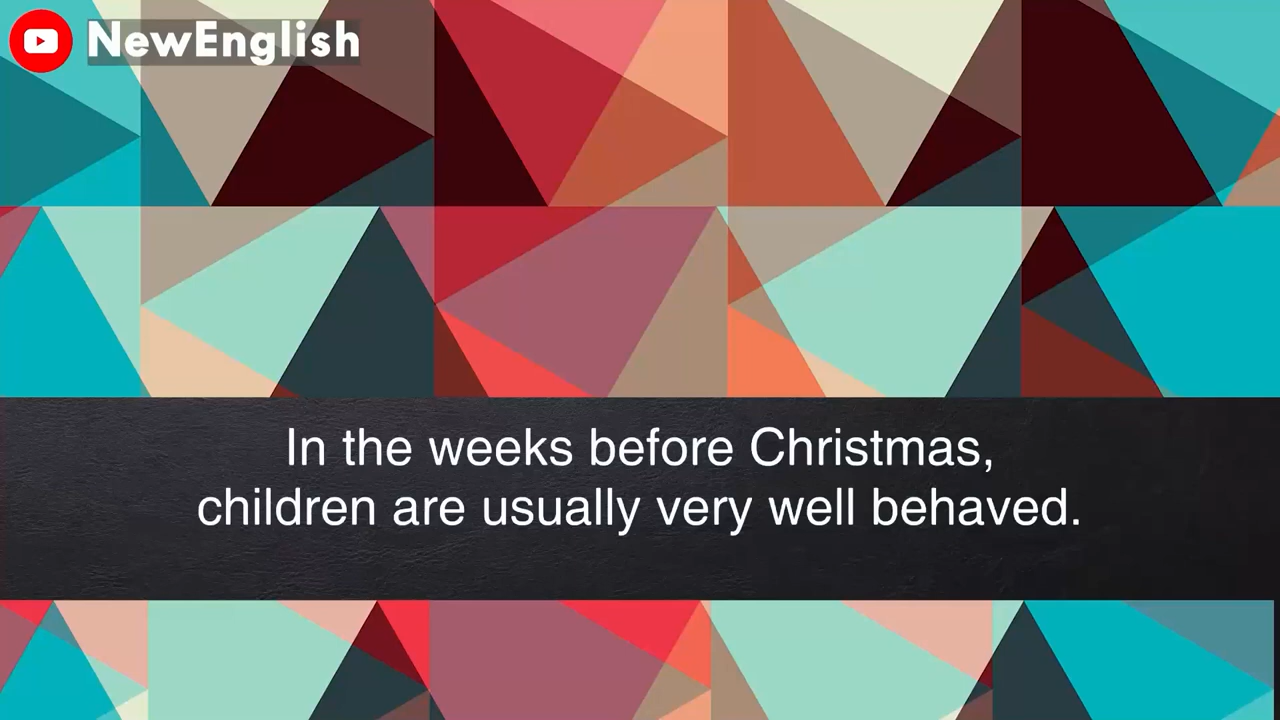 NewEnglish
In the weeks before Christmas,
children are usually very well behaved.